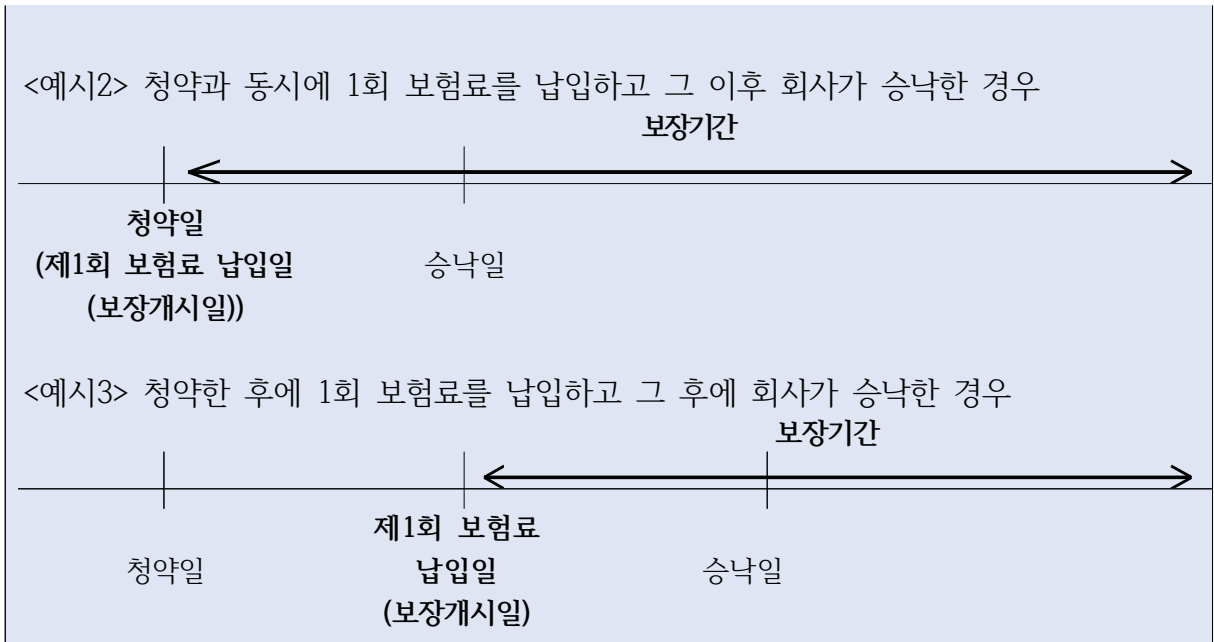 <예시2> 청약과 동시에 1회 보험료를 납입하고 그 이후 회사가 승낙한 경우
보장기간
청약일
(제1회 보험료 납입일 승낙일
(보장개시일))
<예시3> 청약한 후에 1회 보험료를 납입하고 그 후에 회사가 승낙한 경우
보장기간
제1회 보험료
청약일 납입일 승낙일
(보장개시일)